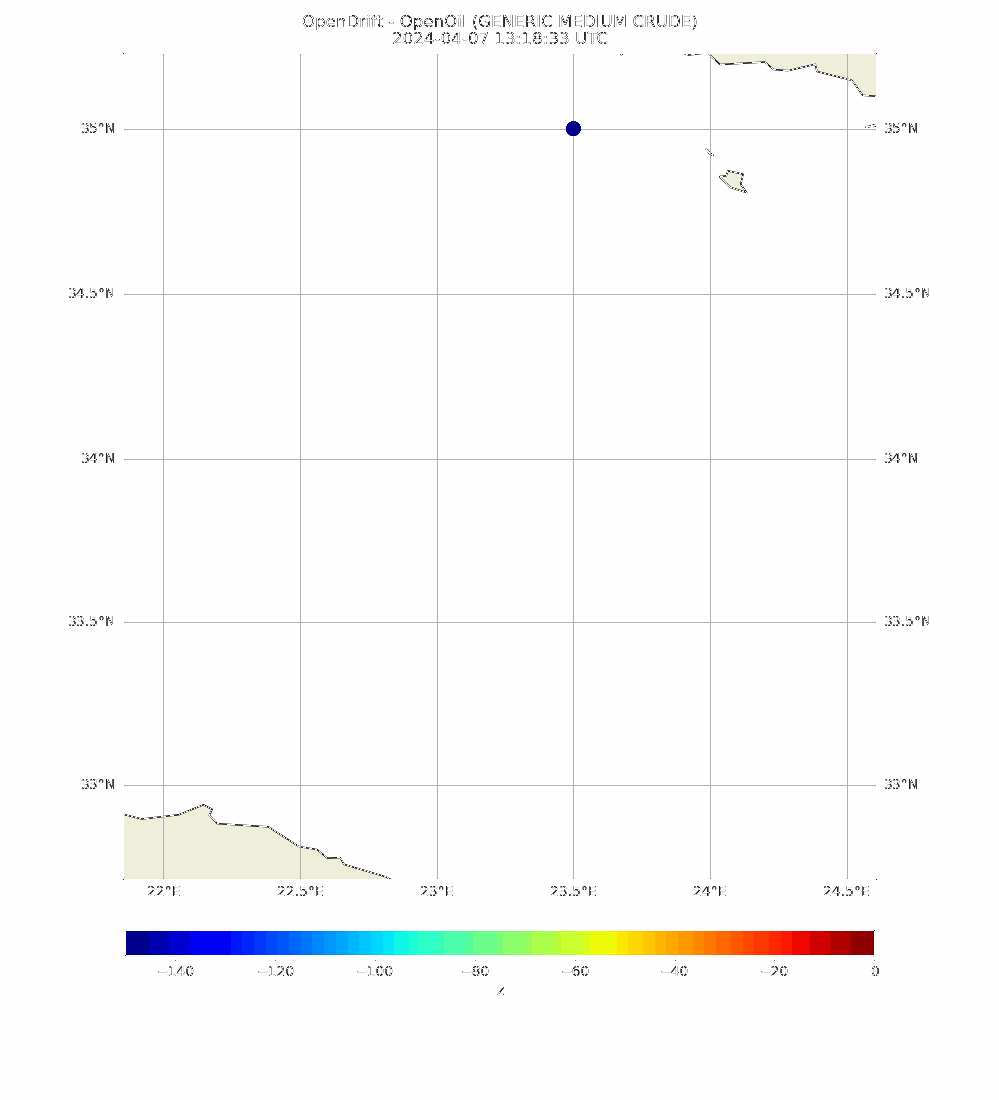 OpenDrift - OpenOil (GENERIC MEDIUM CRUDE)
2024-04-07 13:18:33 UTC
35°N 35°N
34.5°N 34.5°N
34°N 34°N
33.5°N 33.5°N
33°N 33°N
22°E 22.5°E 23°E 23.5°E 24°E 24.5°E
−140 −120 −100 −80 −60 −40 −20 0
z